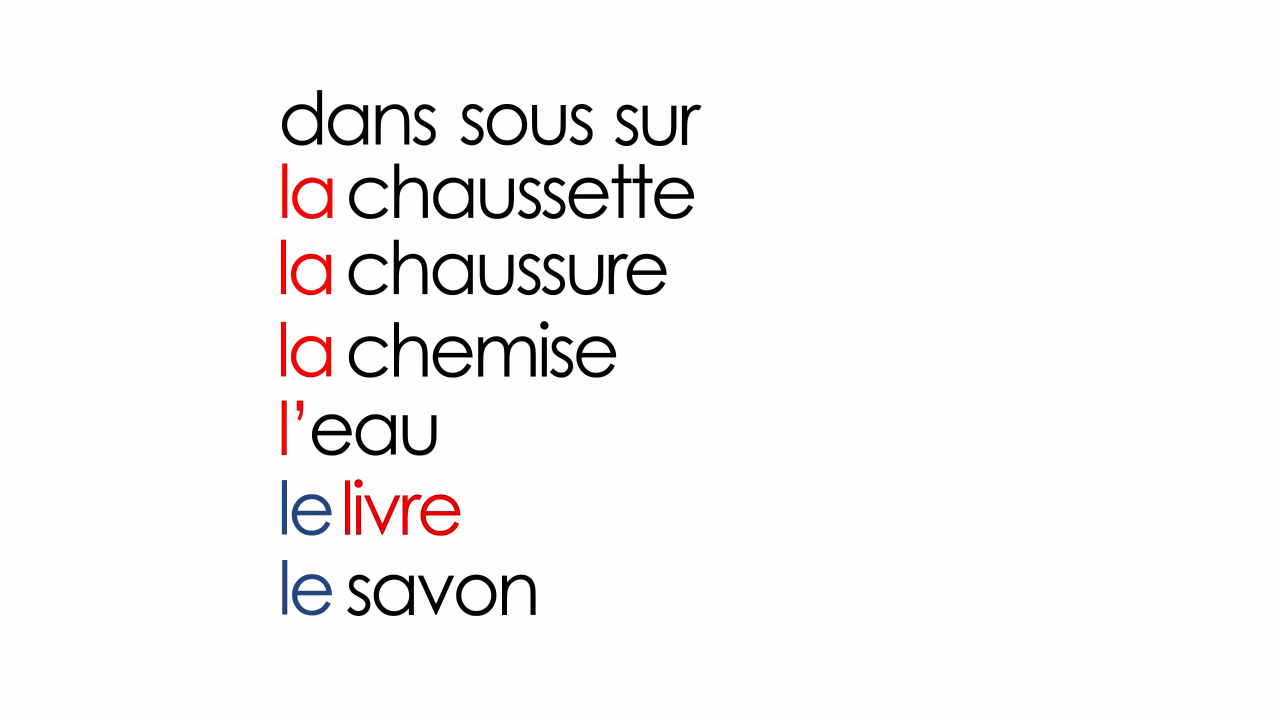 dans sous sur
la chaussette
la chaussure
la chemise
l’eau
le livre
le savon